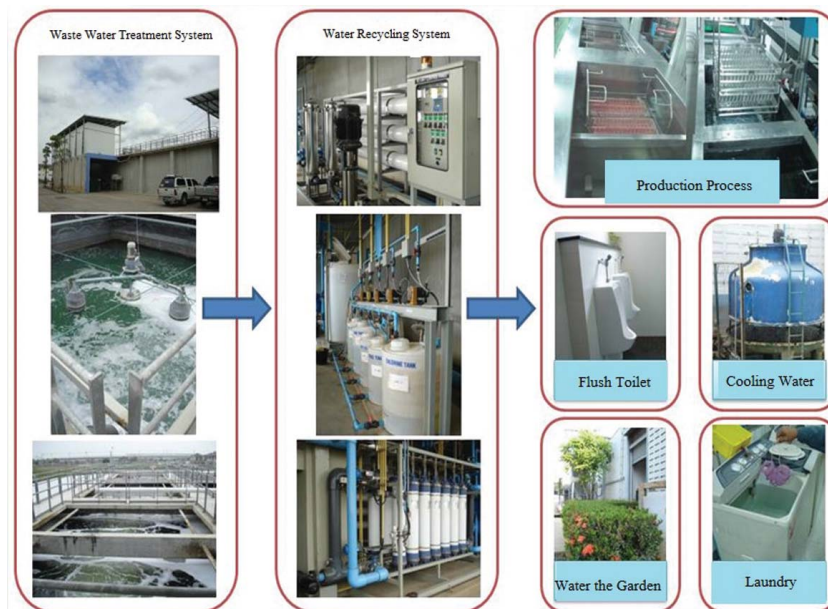 Waste Water Treatment System
Water Recycling System
Production Process
Flush Toilet
Cooling Water
Water the Garden
Laundry